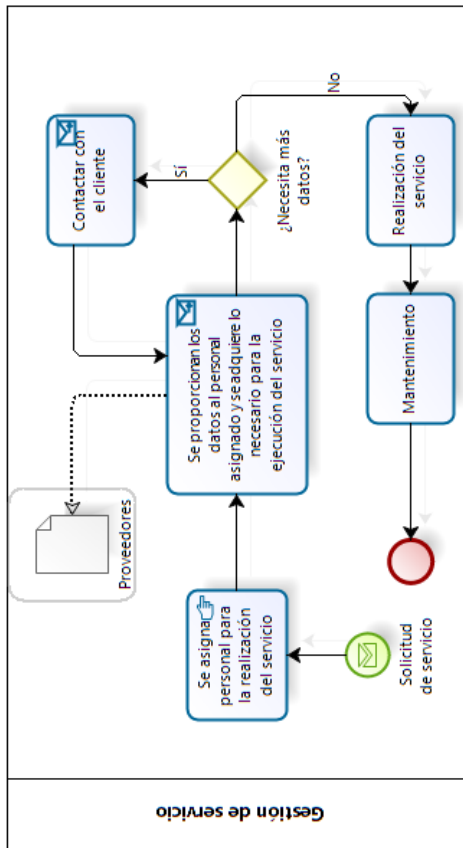 Gestión de servicio
Solicitud
de servicio
Se asigna
personal para
la realización
del servicio
Proveedores
Se proporcionan los
datos al personal
asignado y seadquiere lo
necesario para la
ejecución del servicio
¿Necesita más
datos?
Sí
Contactar con
el cliente
No
Realización del
servicio
Mantenimiento